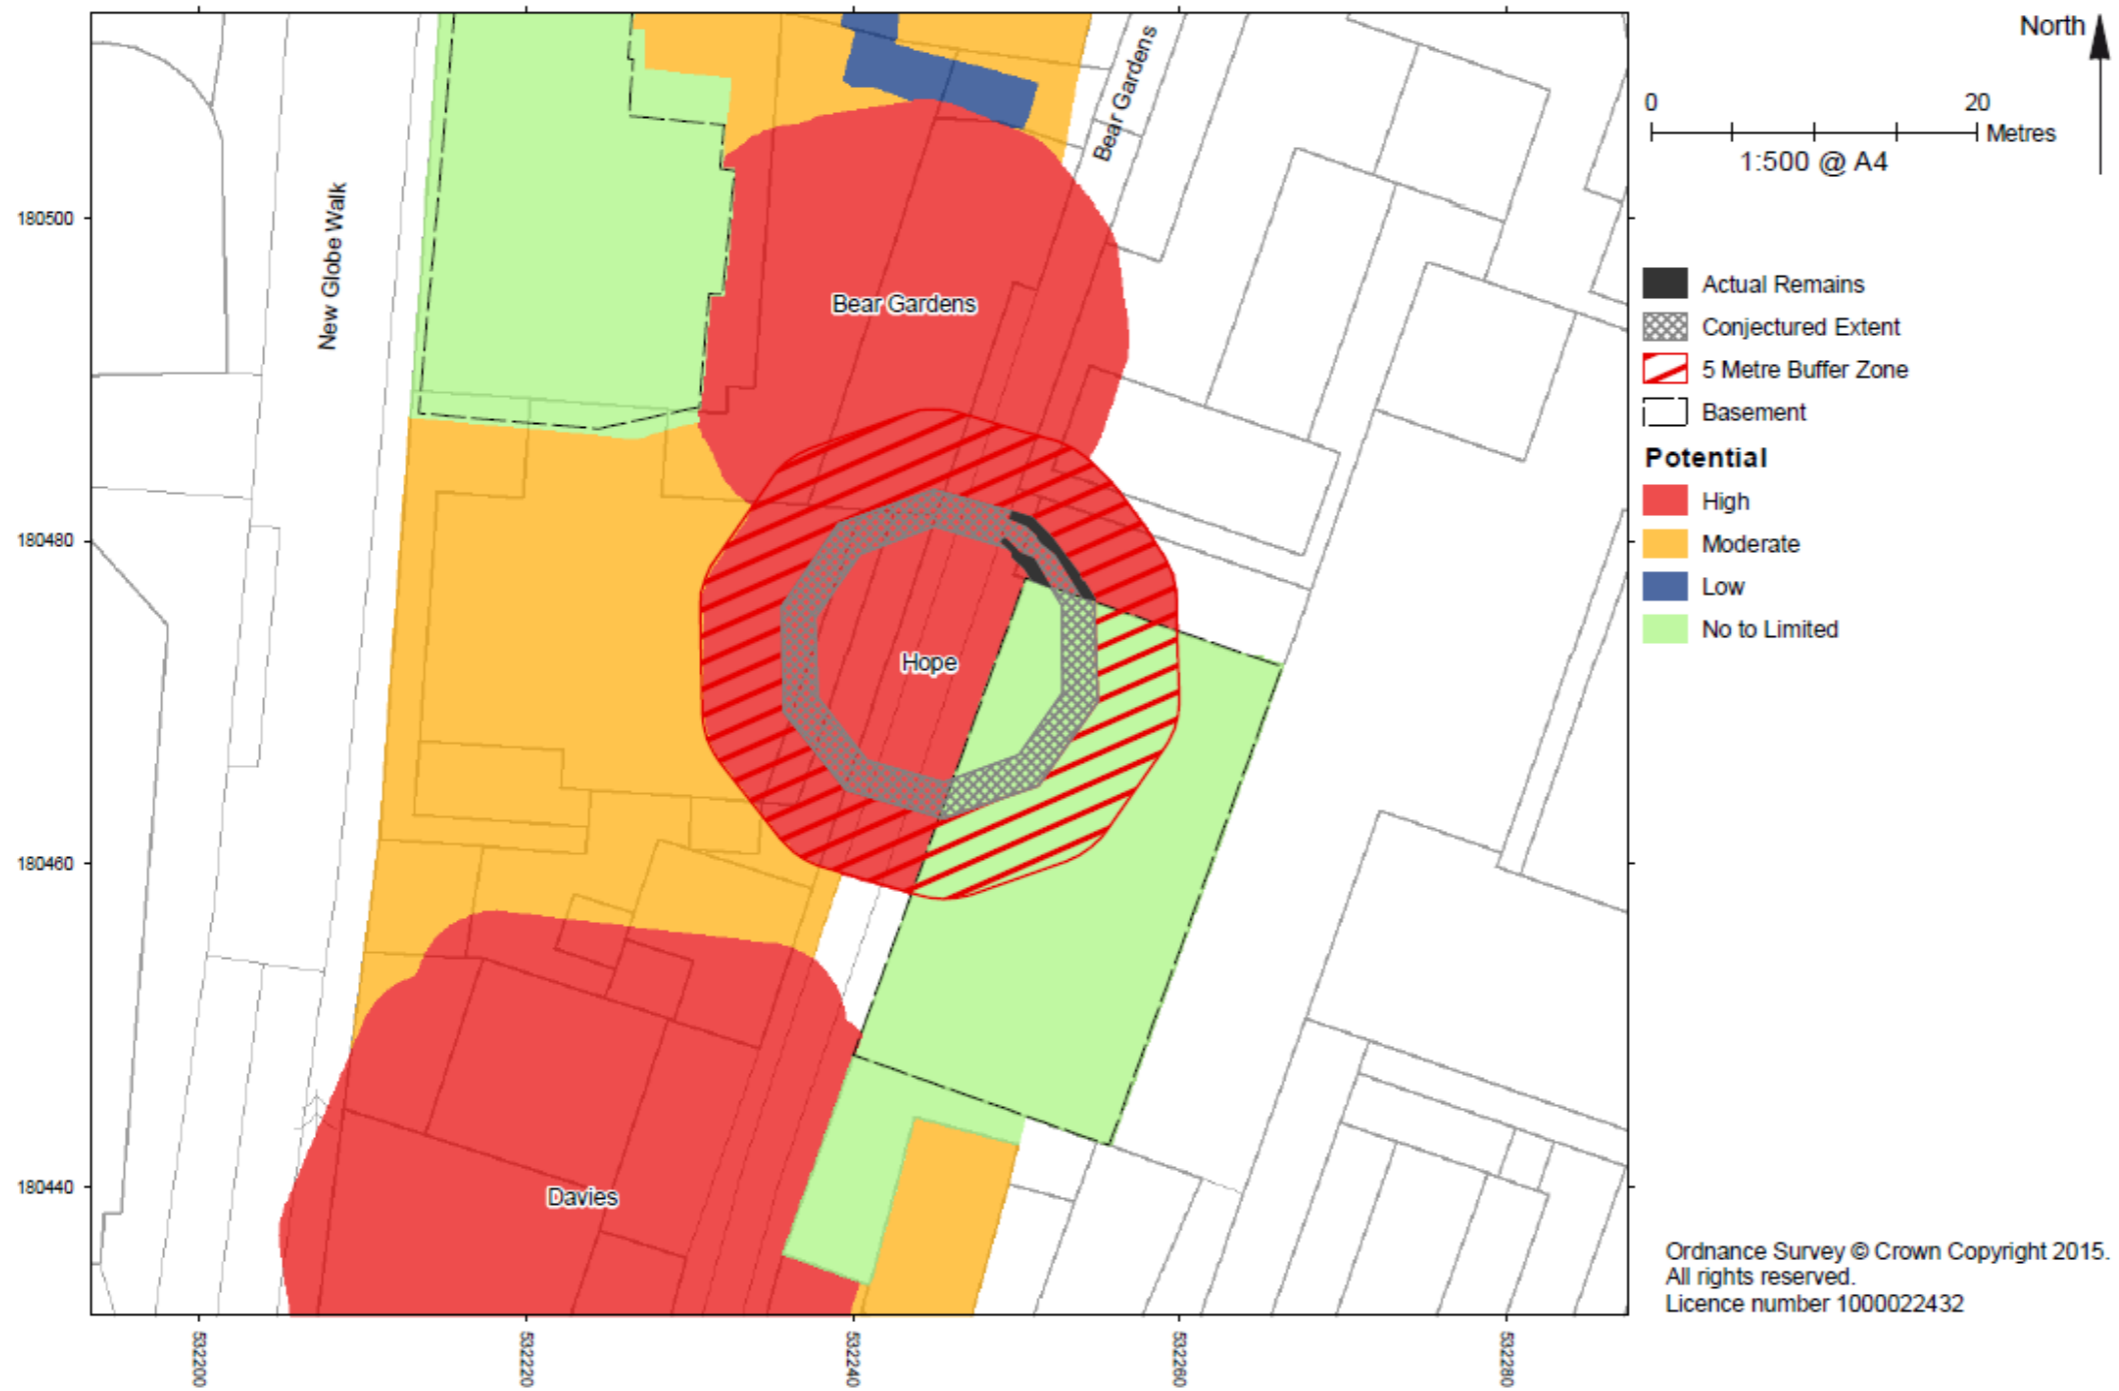 North
0 20
Metres
1:500 @ A4
Bear Gardens
New Globe Walk
180500
180480
180460
180440
Bear Gardens
Hope
Davies
Actual Remains
Conjectured Extent
5 Metre Buffer Zone
Basement
Potential
High
Moderate
Low
No to Limited
532200
532220
532240
532260
532280
Ordnance Survey © Crown Copyright 2015.
All rights reserved.
Licence number 1000022432